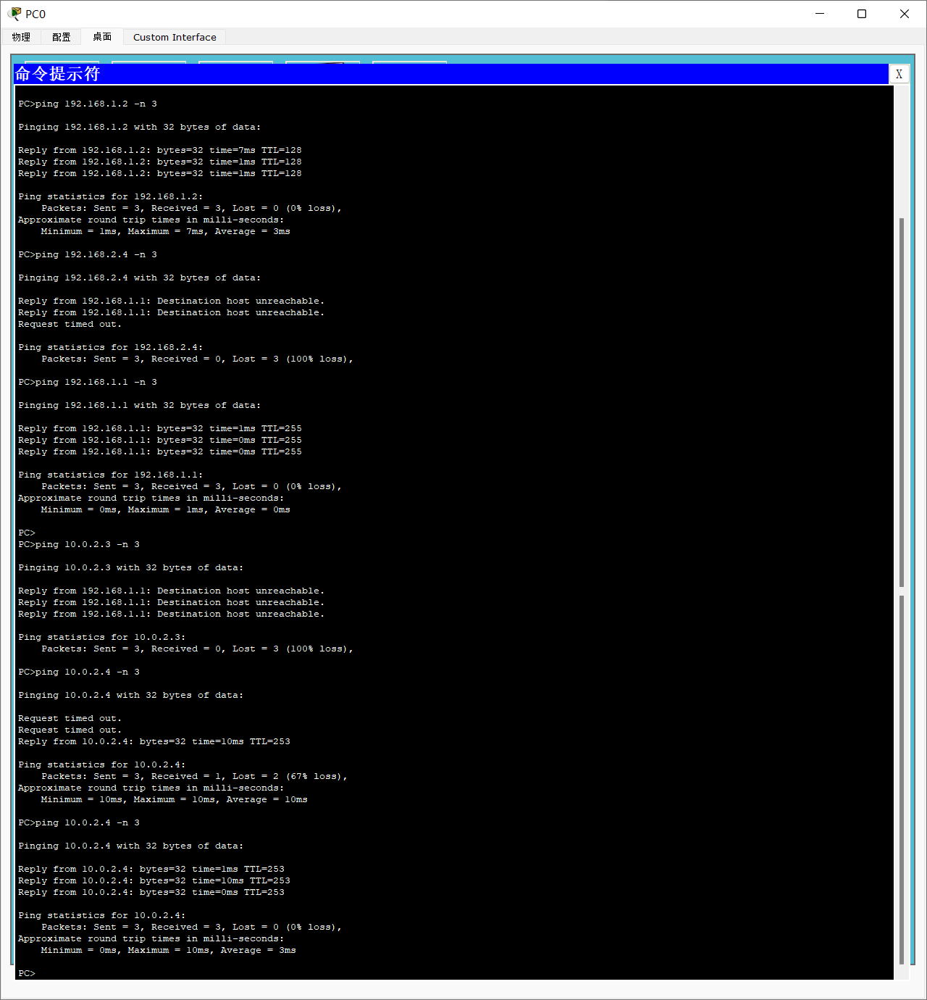 PC0
物理 配置 桌面 Custom Interface
命令提示符 X
PC>ping 192.168.1.2 -n 3
Pinging 192.168.1.2 with 32 bytes of data:
Reply from 192.168.1.2: bytes=32 time=7ms TTL=128
Reply from 192.168.1.2: bytes=32 time=1ms TTL=128
Reply from 192.168.1.2: bytes=32 time=1ms TTL=128
Ping statistics for 192.168.1.2:
Packets: Sent = 3, Received = 3, Lost = 0 (0% loss),
Approximate round trip times in milli-seconds:
Minimum = 1ms, Maximum = 7ms, Average = 3ms
PC>ping 192.168.2.4 -n 3
Pinging 192.168.2.4 with 32 bytes of data:
Reply from 192.168.1.1: Destination host unreachable.
Reply from 192.168.1.1: Destination host unreachable.
Request timed out.
Ping statistics for 192.168.2.4:
Packets: Sent = 3, Received = 0, Lost = 3 (100% loss),
PC>ping 192.168.1.1 -n 3
Pinging 192.168.1.1 with 32 bytes of data:
Reply from 192.168.1.1: bytes=32 time=1ms TTL=255
Reply from 192.168.1.1: bytes=32 time=0ms TTL=255
Reply from 192.168.1.1: bytes=32 time=0ms TTL=255
Ping statistics for 192.168.1.1:
Packets: Sent = 3, Received = 3, Lost = 0 (0% loss),
Approximate round trip times in milli-seconds:
Minimum = 0ms, Maximum = 1ms, Average = 0ms
PC>
PC>ping 10.0.2.3 -n 3
Pinging 10.0.2.3 with 32 bytes of data:
Reply from 192.168.1.1: Destination host unreachable.
Reply from 192.168.1.1: Destination host unreachable.
Reply from 192.168.1.1: Destination host unreachable.
Ping statistics for 10.0.2.3:
Packets: Sent = 3, Received = 0, Lost = 3 (100% loss),
PC>ping 10.0.2.4 -n 3
Pinging 10.0.2.4 with 32 bytes of data:
Request timed out.
Request timed out.
Reply from 10.0.2.4: bytes=32 time=10ms TTL=253
Ping statistics for 10.0.2.4:
Packets: Sent = 3, Received = 1, Lost = 2 (67% loss),
Approximate round trip times in milli-seconds:
Minimum = 10ms, Maximum = 10ms, Average = 10ms
PC>ping 10.0.2.4 -n 3
Pinging 10.0.2.4 with 32 bytes of data:
Reply from 10.0.2.4: bytes=32 time=1ms TTL=253
Reply from 10.0.2.4: bytes=32 time=10ms TTL=253
Reply from 10.0.2.4: bytes=32 time=0ms TTL=253
Ping statistics for 10.0.2.4:
Packets: Sent = 3, Received = 3, Lost = 0 (0% loss),
Approximate round trip times in milli-seconds:
Minimum = 0ms, Maximum = 10ms, Average = 3ms
PC>